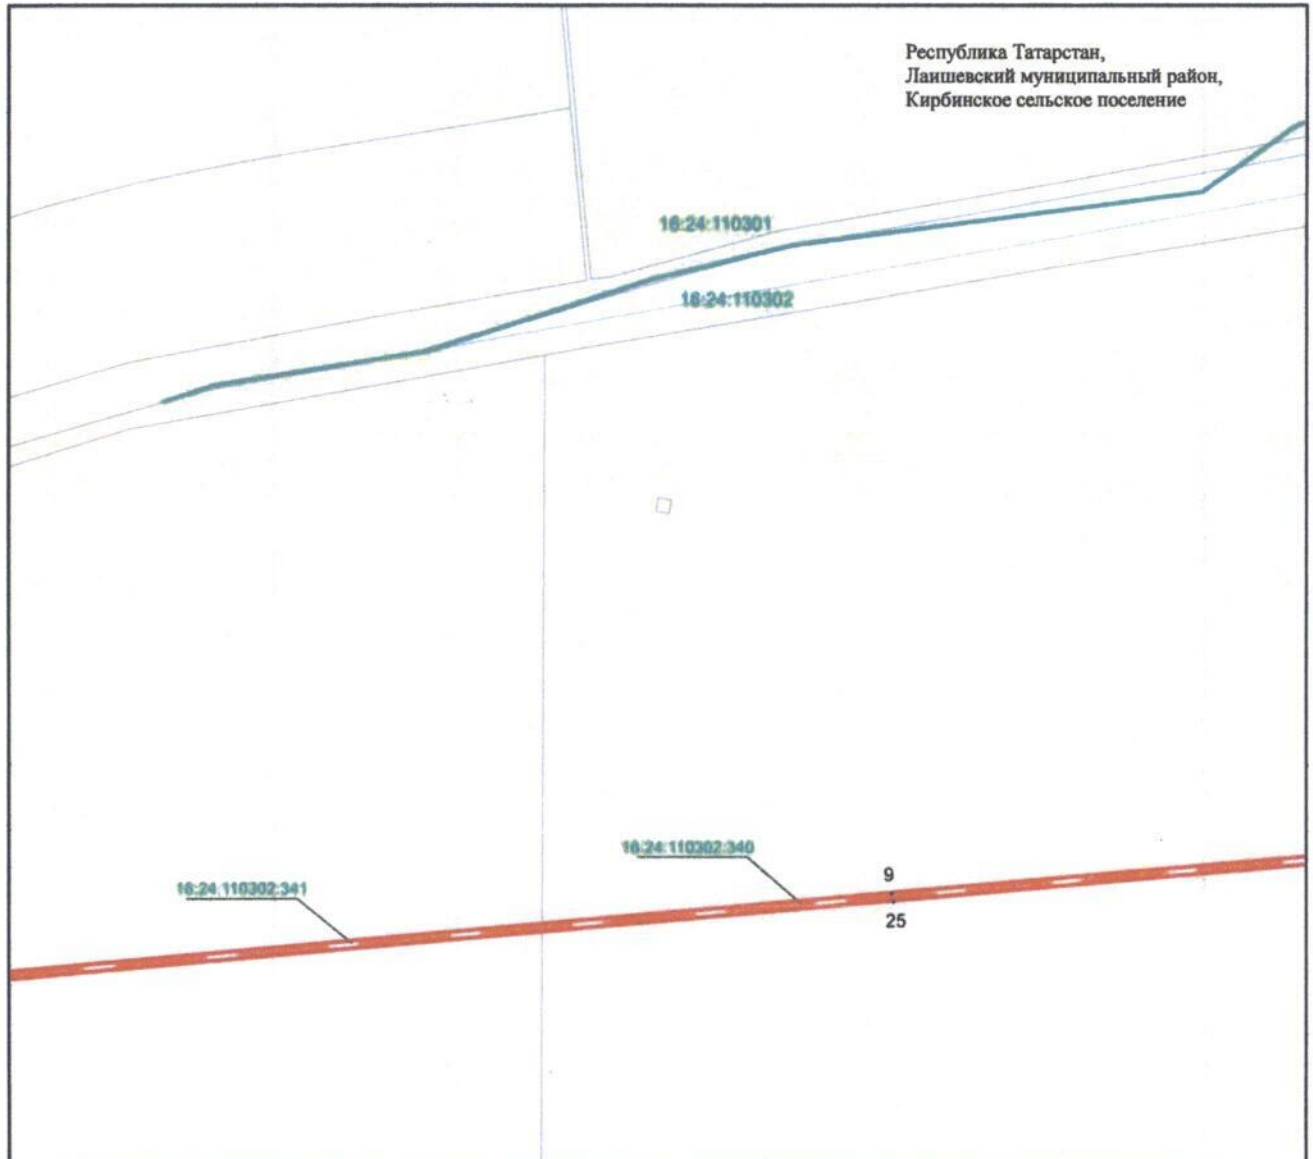 Республика Татарстан,
Лаишевский муниципальный район,
Кирбинское сельское поселение
16:24:110301
16:24:110302
16:24:110302:340
16:24:110302:341
9
25